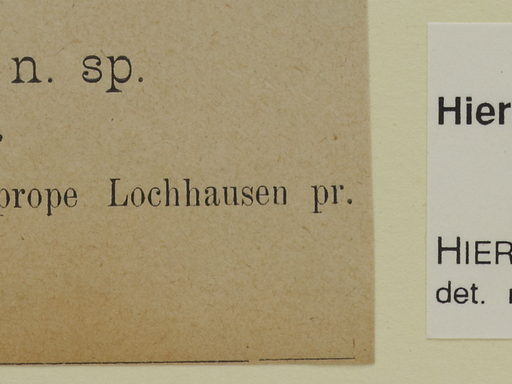 n. sp.
prope Lochhausen pr.
Hier
HIER
det.